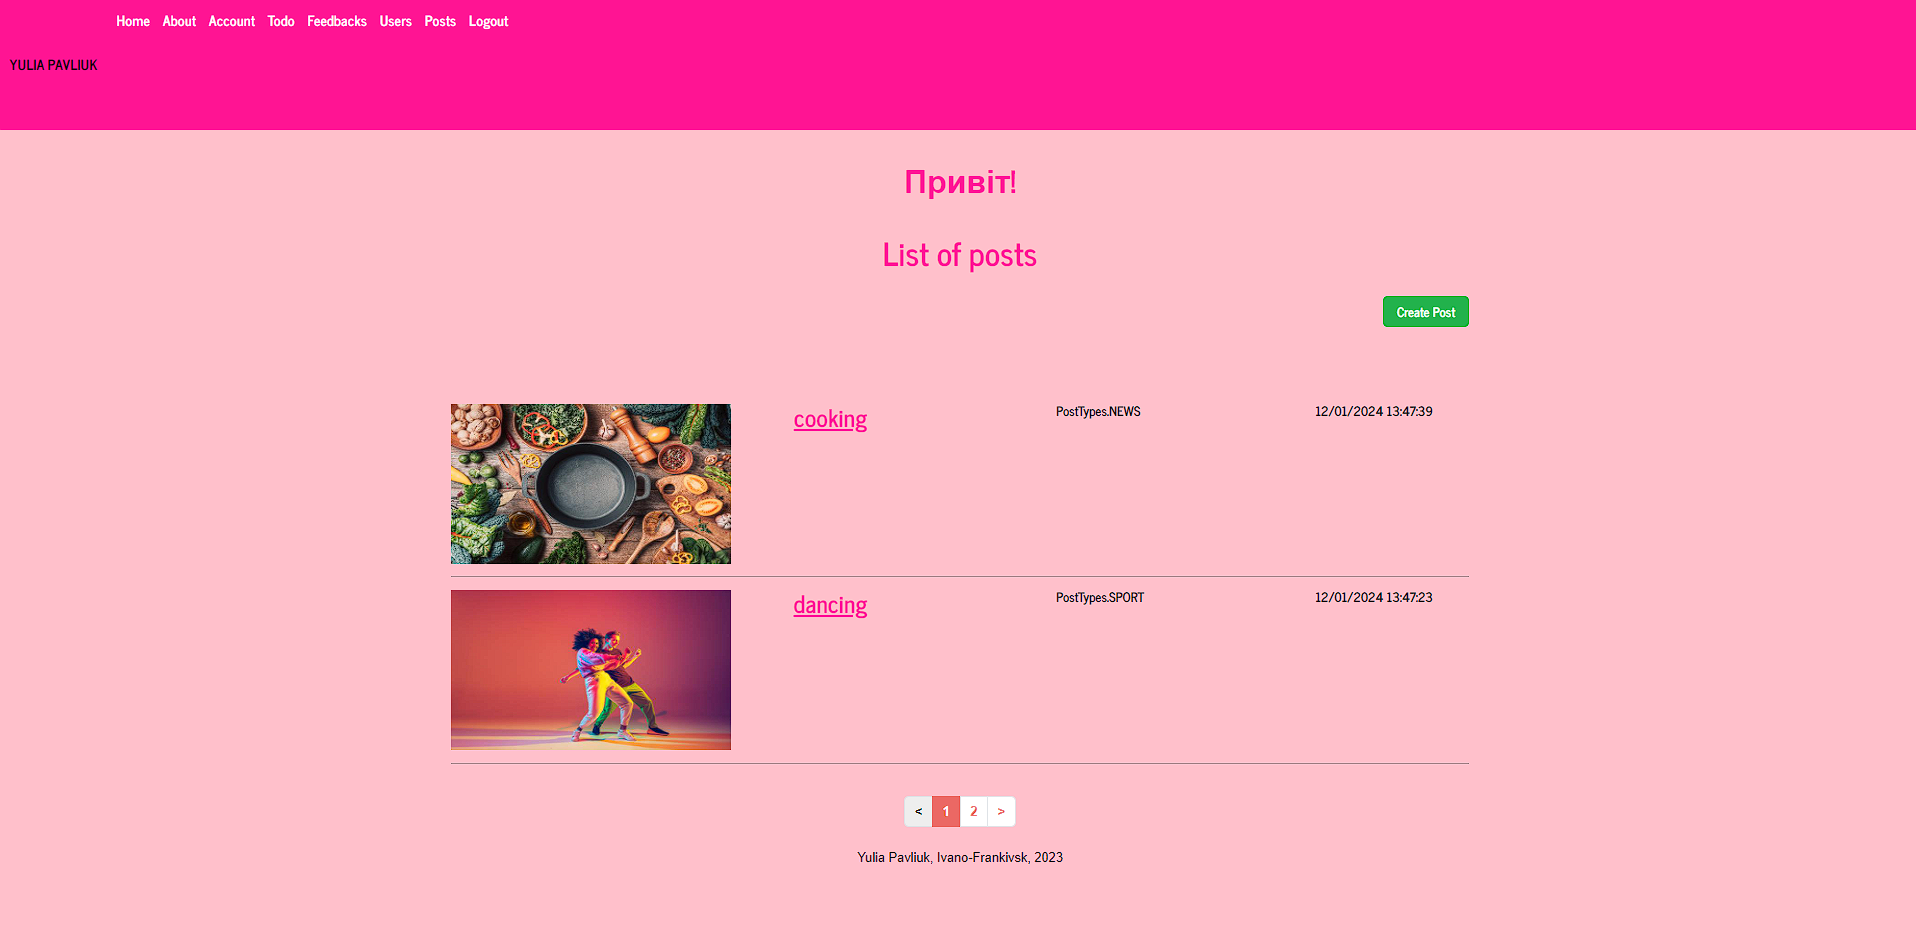 Home About Account Todo Feedbacks Users Posts Logout
YULIA PAVLIUK
Привіт!
List of posts
Create Post
cooking PostTypes.NEWS 12/01/2024 13:47:39
dancing PostTypes.SPORT 12/01/2024 13:47:23
< 1 2 >
Yulia Pavliuk, Ivano-Frankivsk, 2023